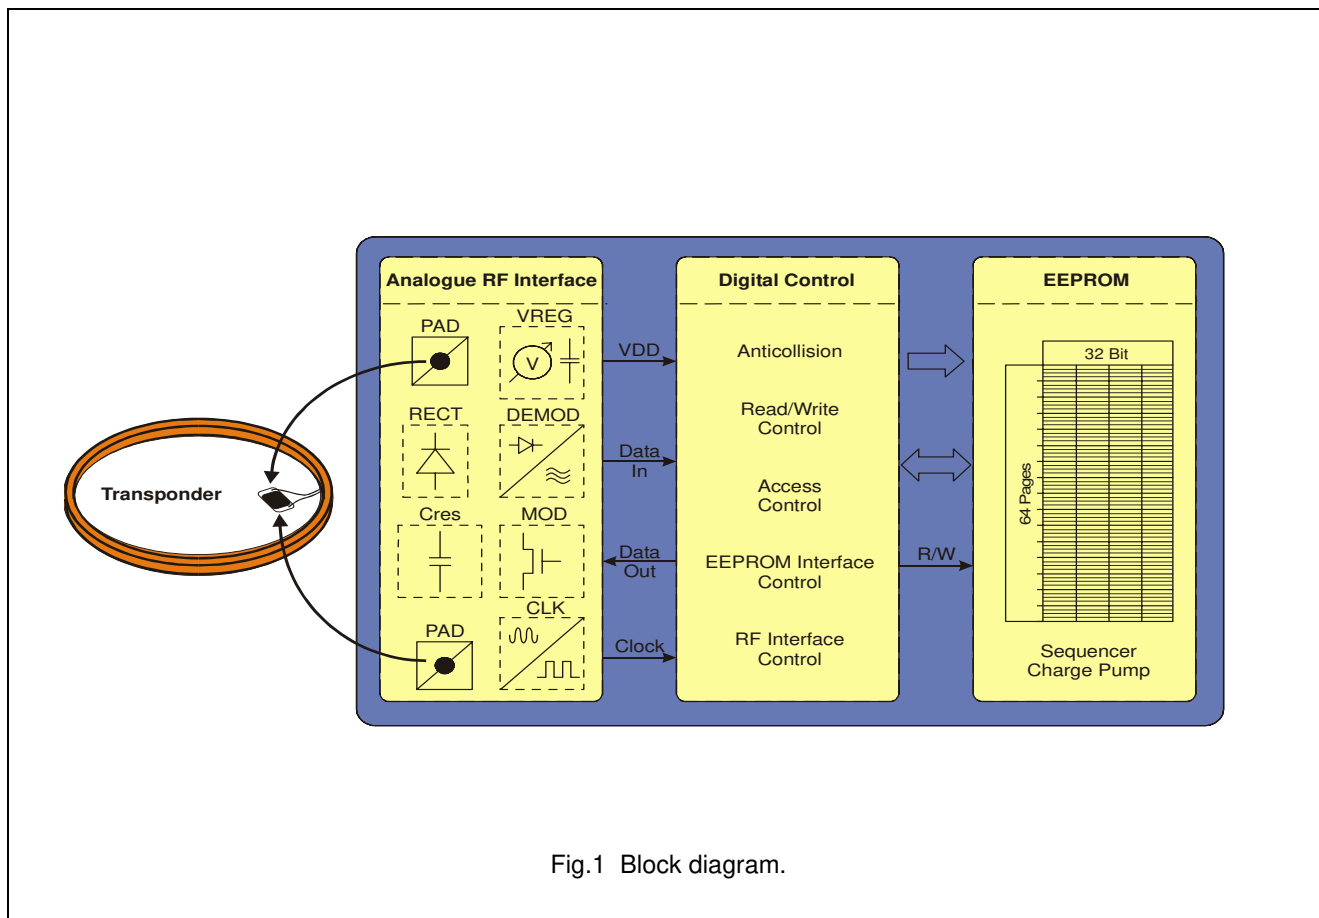 Transponder
Analogue RF Interface
PAD
VREG
V
RECT
DEMOD
Cres
MOD
PAD
CLK
VDD
Data
In
Data
Out
Clock
Digital Control
Anticollision
Read/Write
Control
Access
Control
EEPROM Interface
Control
RF Interface
Control
R/W
EEPROM
32 Bit
64 Pages
Sequencer
Charge Pump
Fig.1 Block diagram.